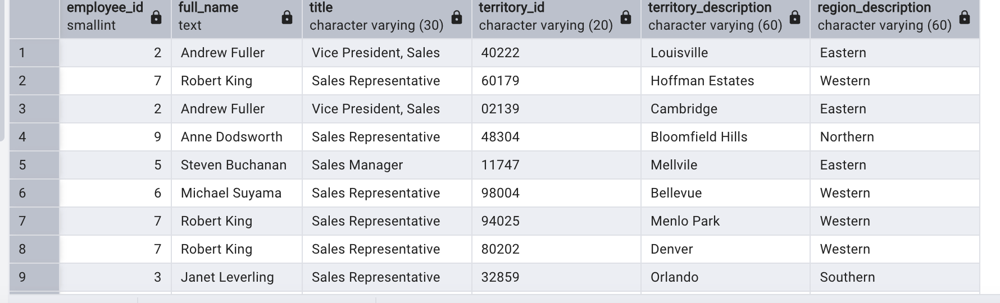 employee_id full_name title territory_id territory_description region_description
smallint text character varying (30) character varying (20) character varying (60) character varying (60)
1 2 Andrew Fuller Vice President, Sales 40222 Louisville Eastern
2 7 Robert King Sales Representative 60179 Hoffman Estates Western
3 2 Andrew Fuller Vice President, Sales 02139 Cambridge Eastern
4 9 Anne Dodsworth Sales Representative 48304 Bloomfield Hills Northern
5 5 Steven Buchanan Sales Manager 11747 Mellvile Eastern
6 6 Michael Suyama Sales Representative 98004 Bellevue Western
7 7 Robert King Sales Representative 94025 Menlo Park Western
8 7 Robert King Sales Representative 80202 Denver Western
9 3 Janet Leverling Sales Representative 32859 Orlando Southern